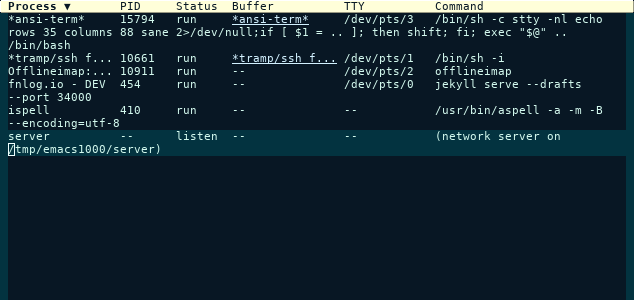 Process ▼ PID Status Buffer TTY Command
*ansi-term* 15794 run *ansi-term* /dev/pts/3 /bin/sh -c stty -nl echo
rows 35 columns 88 sane 2>/dev/null;if [ $1 = .. ]; then shift; fi; exec "$@" ..
/bin/bash
*tramp/ssh f... 10661 run *tramp/ssh f... /dev/pts/1 /bin/sh -i
Offlineimap:... 10911 run -- /dev/pts/2 offlineimap
fnlog.io - DEV 454 run -- /dev/pts/0 jekyll serve --drafts
--port 34000
ispell 410 run -- -- /usr/bin/aspell -a -m -B
--encoding=utf-8
server -- listen -- -- (network server on
/tmp/emacs1000/server)